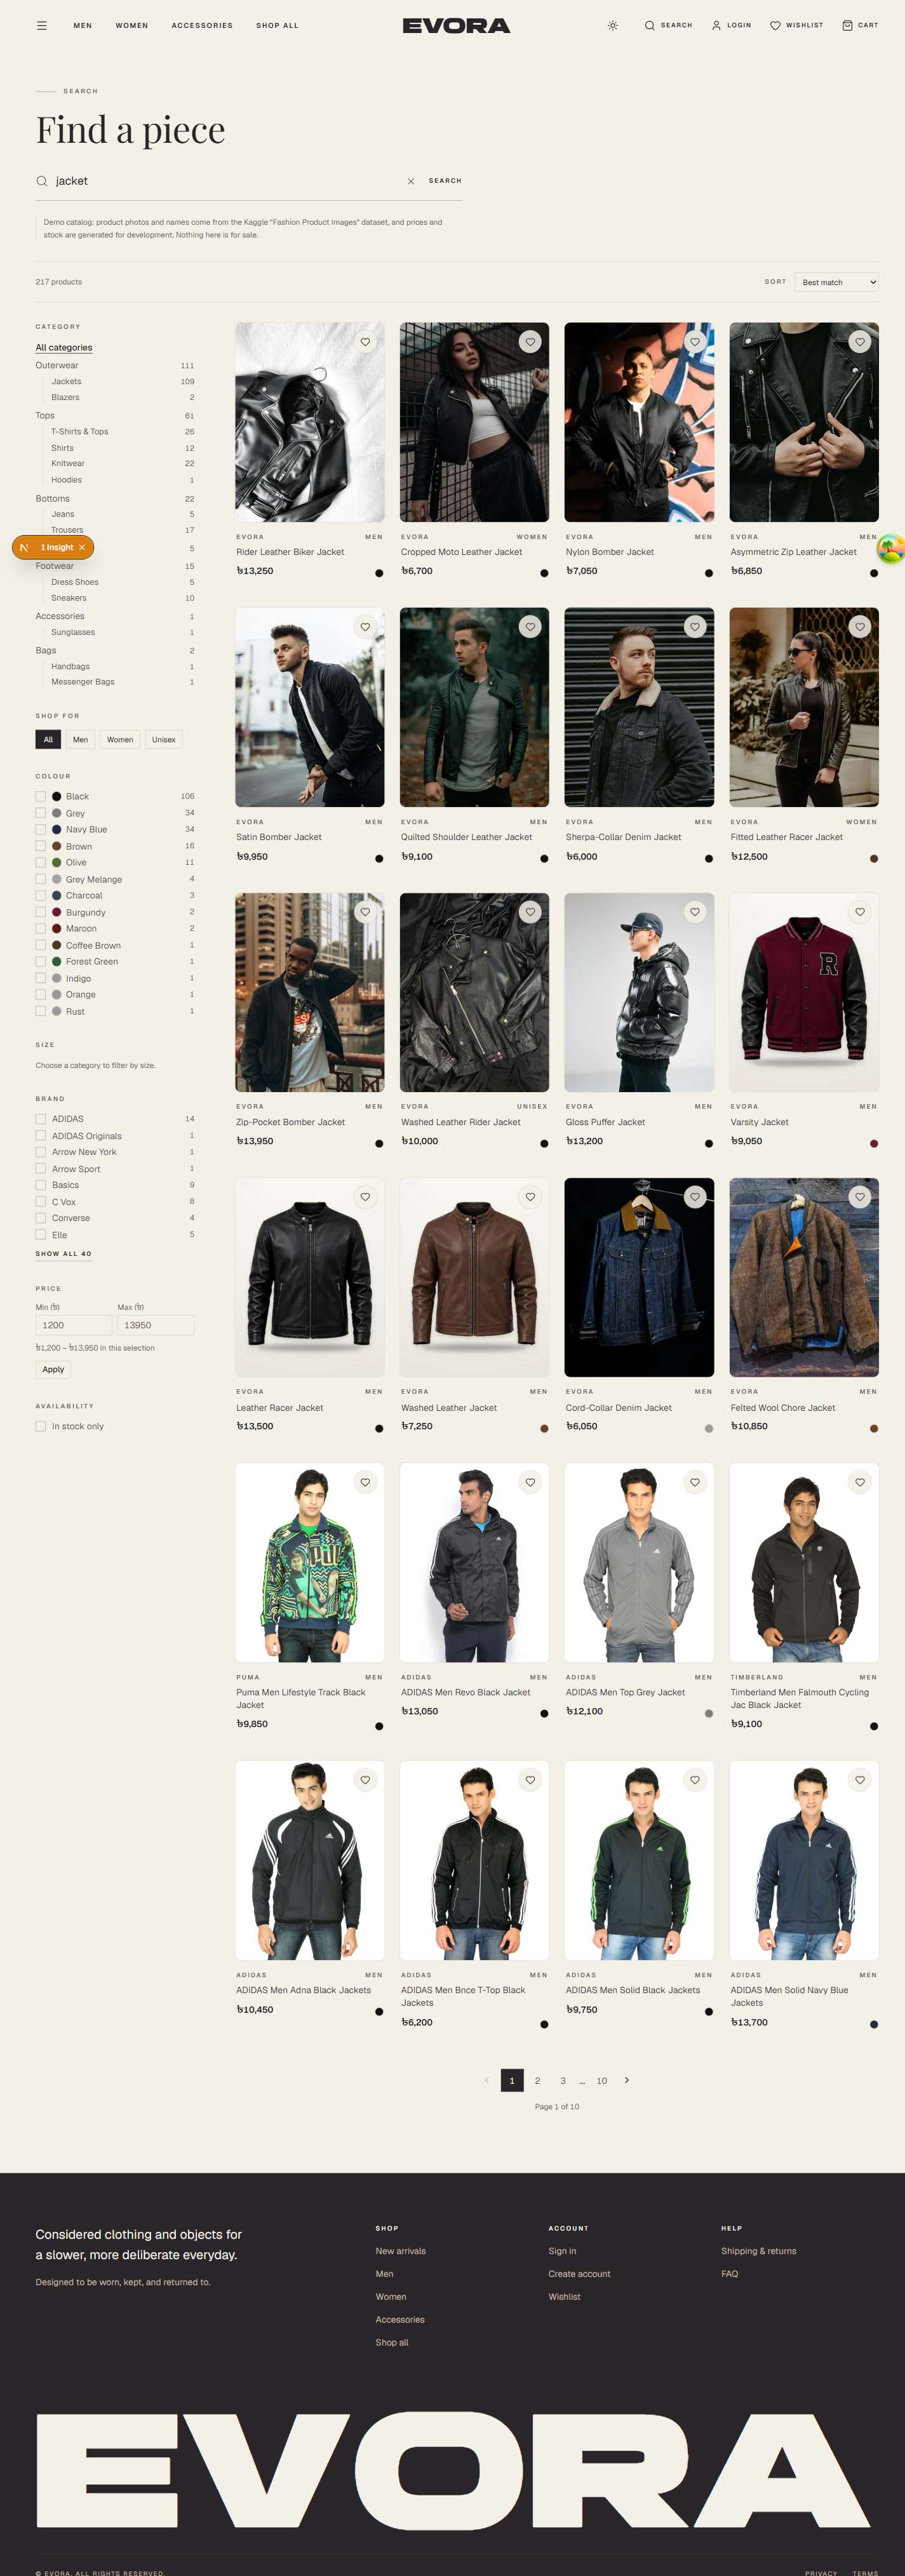 MEN WOMEN ACCESSORIES SHOP ALL EVORA SEARCH LOGIN WISHLIST CART
SEARCH
Find a piece
jacket SEARCH
Demo catalog: product photos and names come from the Kaggle "Fashion Product Images" dataset, and prices and
stock are generated for development. Nothing here is for sale.
217 products
SORT Best match
CATEGORY
All categories
Outerwear 111
Jackets 109
Blazers 2
Tops 61
T-Shirts & Tops 26
Shirts 12
Knitwear 22
Hoodies 1
Bottoms 22
Jeans 5
Trousers 17
1 Insight 5
Footwear 15
Dress Shoes 5
Sneakers 10
Accessories 1
Sunglasses 1
Bags 2
Handbags 1
Messenger Bags 1
SHOP FOR
All Men Women Unisex
COLOUR
Black 106
Grey 34
Navy Blue 34
Brown 16
Olive 11
Grey Melange 4
Charcoal 3
Burgundy 2
Maroon 2
Coffee Brown 1
Forest Green 1
Indigo 1
Orange 1
Rust 1
SIZE
Choose a category to filter by size.
BRAND
ADIDAS 14
ADIDAS Originals 1
Arrow New York 1
Arrow Sport 1
Basics 9
C Vox 8
Converse 4
Elle 5
SHOW ALL 40
PRICE
Min (৳) Max (৳)
1200 13950
৳1,200 – ৳13,950 in this selection
Apply
AVAILABILITY
In stock only
EVORA MEN EVORA WOMEN EVORA MEN EVORA MEN
Rider Leather Biker Jacket Cropped Moto Leather Jacket Nylon Bomber Jacket Asymmetric Zip Leather Jacket
৳13,250 ৳6,700 ৳7,050 ৳6,850
EVORA MEN EVORA MEN EVORA MEN EVORA WOMEN
Satin Bomber Jacket Quilted Shoulder Leather Jacket Sherpa-Collar Denim Jacket Fitted Leather Racer Jacket
৳9,950 ৳9,100 ৳6,000 ৳12,500
R
EVORA MEN EVORA UNISEX EVORA MEN EVORA MEN
Zip-Pocket Bomber Jacket Washed Leather Rider Jacket Gloss Puffer Jacket Varsity Jacket
৳13,950 ৳10,000 ৳13,200 ৳9,050
EVORA MEN EVORA MEN EVORA MEN EVORA MEN
Leather Racer Jacket Washed Leather Jacket Cord-Collar Denim Jacket Felted Wool Chore Jacket
৳13,500 ৳7,250 ৳6,050 ৳10,850
PUMA MEN ADIDAS MEN ADIDAS MEN TIMBERLAND MEN
Puma Men Lifestyle Track Black ADIDAS Men Revo Black Jacket ADIDAS Men Top Grey Jacket Timberland Men Falmouth Cycling
Jacket Jac Black Jacket
৳9,850 ৳13,050 ৳12,100 ৳9,100
ADIDAS MEN ADIDAS MEN ADIDAS MEN ADIDAS MEN
ADIDAS Men Adna Black Jackets ADIDAS Men Bnce T-Top Black ADIDAS Men Solid Black Jackets ADIDAS Men Solid Navy Blue
Jackets Jackets
৳10,450 ৳6,200 ৳9,750 ৳13,700
1 2 3 ... 10
Page 1 of 10
Considered clothing and objects for
a slower, more deliberate everyday.
Designed to be worn, kept, and returned to.
SHOP
New arrivals
Men
Women
Accessories
Shop all
ACCOUNT
Sign in
Create account
Wishlist
HELP
Shipping & returns
FAQ
EVORA
© EVORA. ALL RIGHTS RESERVED. PRIVACY TERMS